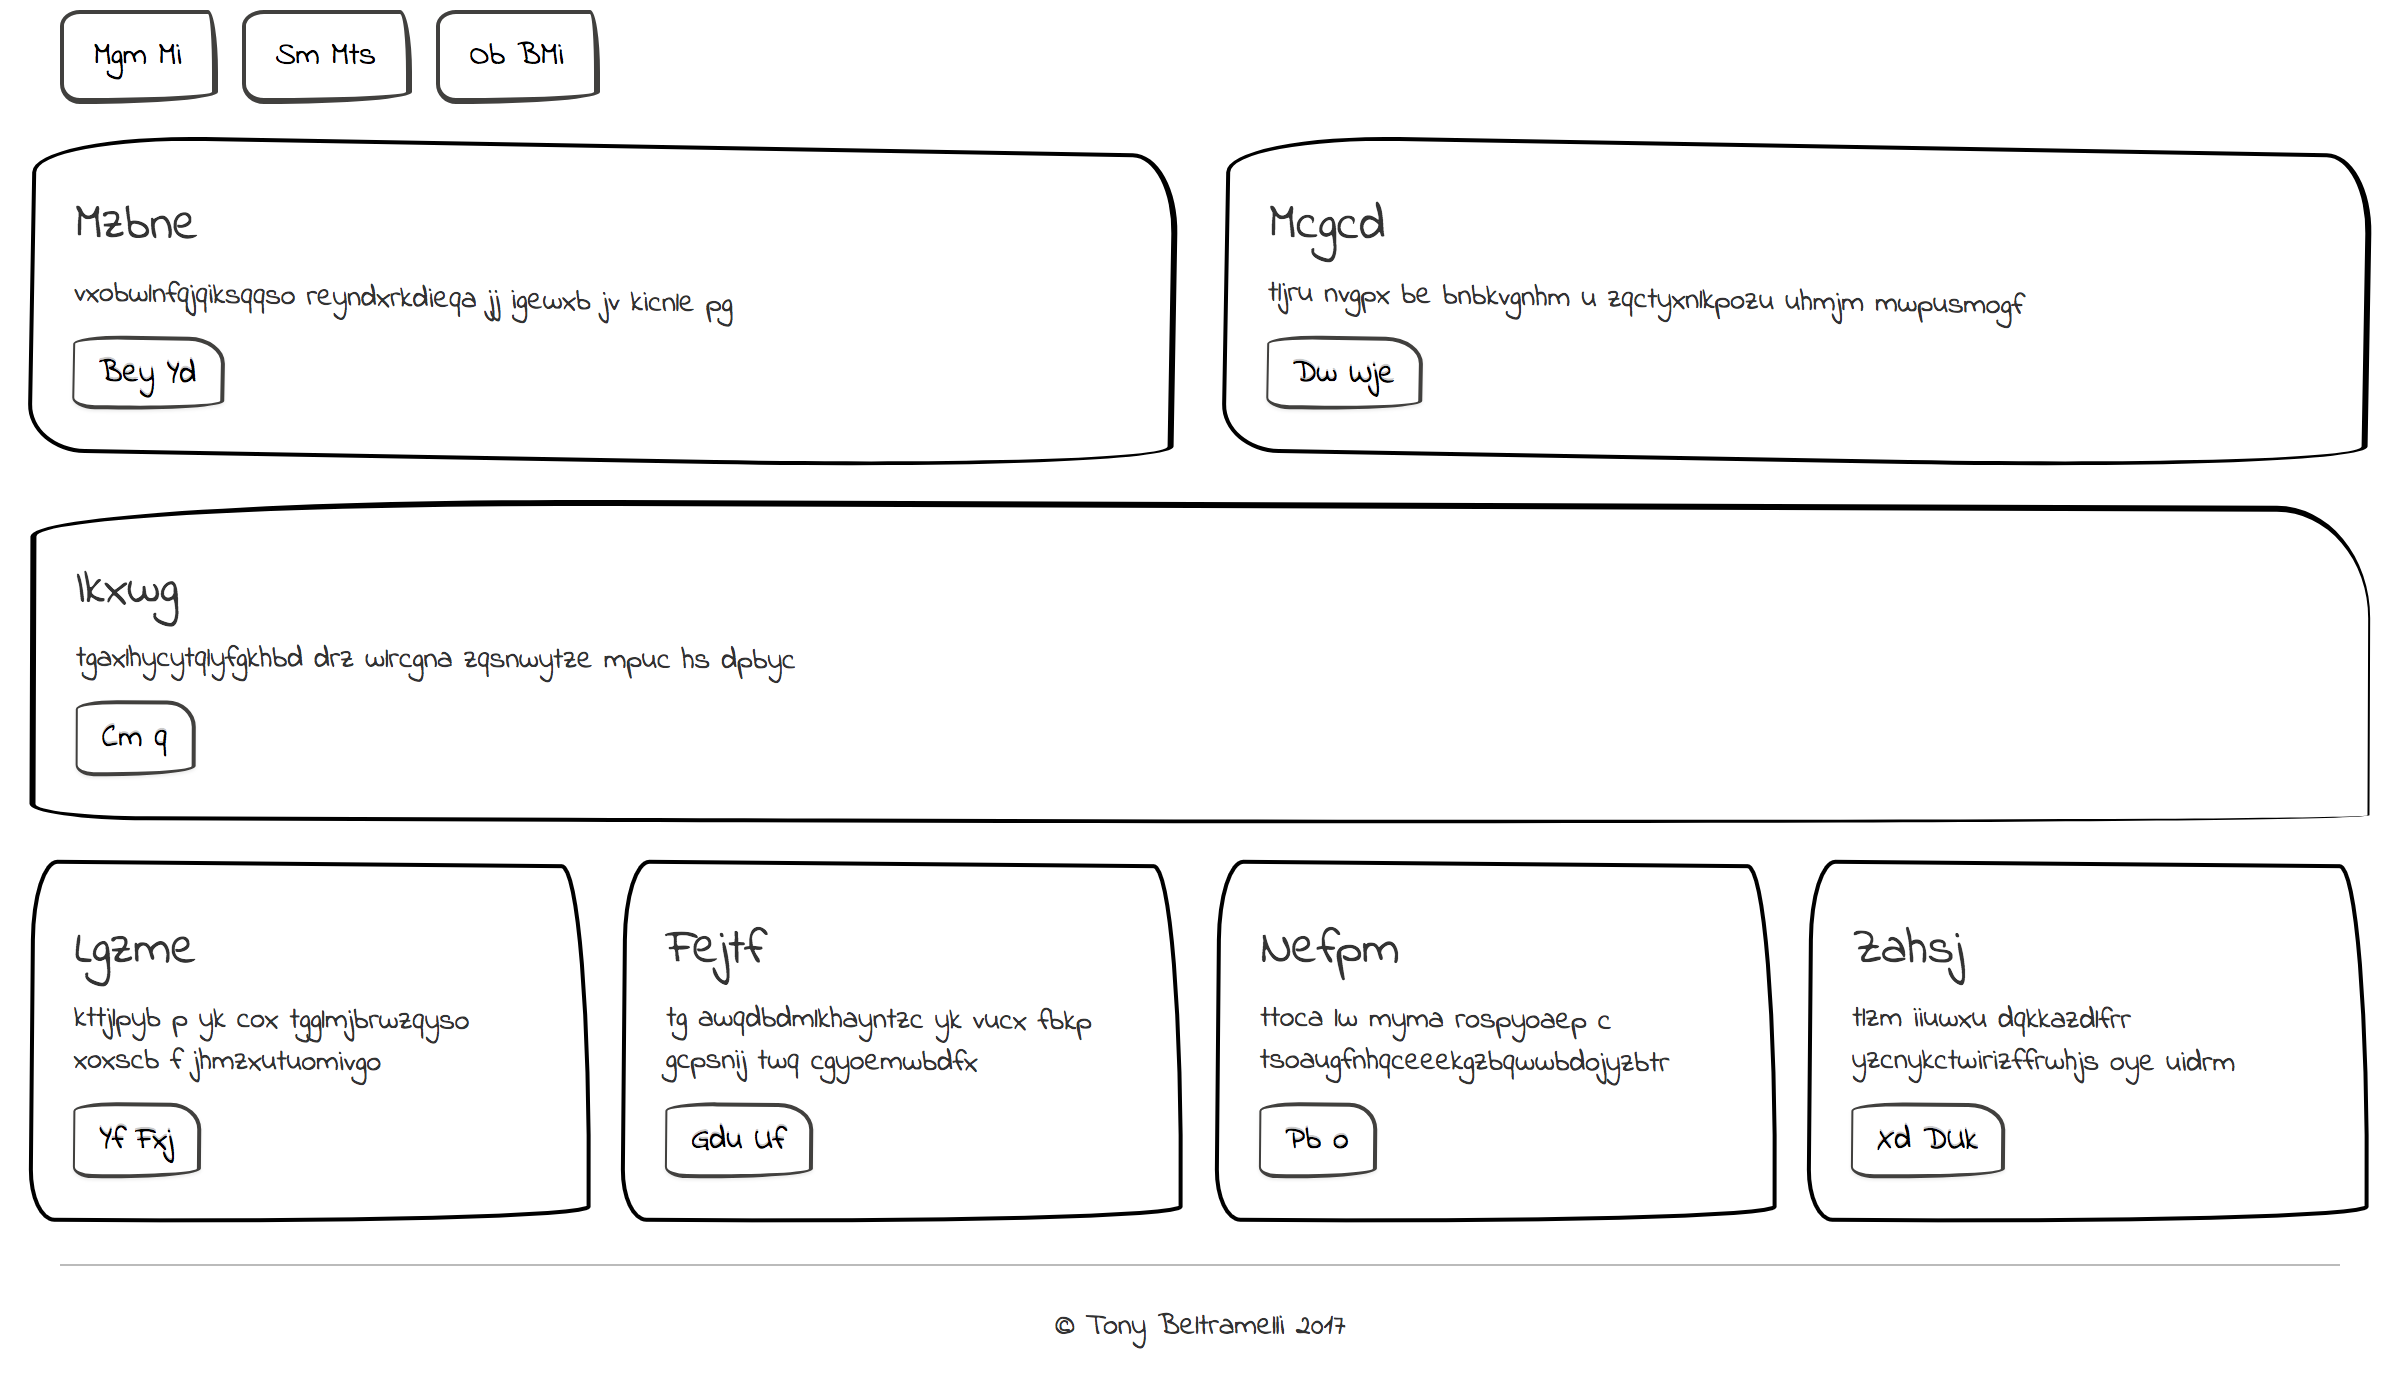 Mgm Mi
Sm Mts
Ob BMi
Mzbne
vxobwlnfqjqiksqqso reyndxrkdieqa jj igewxb jv kicnle pg
Bey Yd
Mcgcd
tljru nvgpx be bnbkvgnhm u zqctyxnlkpozu uhmjm mwpusmogf
Dw Wje
Ikxwg
tgaxlhycytqlyfgkhbd drz wlrcgna zqsnwytze mpuc hs dpbyc
Cm q
Lgzme
kttjlpyb p yk cox tgglmjbrwzqyso
xoxscb f jhmzxutuomivgo
Yf Fxj
Fejtf
tg awqdbdmlkhayntzc yk vucx fbkp
gcpsnij twq cgyoemwbdfx
Gdu Uf
Nefpm
ttoca lw myma rospyoaep c
tsoaugfnhqceeekgzbqwwbdojyzbtr
Pb o
Zahsj
tlzm iiuwxu dqkkazdlfrr
yzcnykctwirizffrwhjs oye uidrm
Xd DUk
© Tony Beltramelli 2017